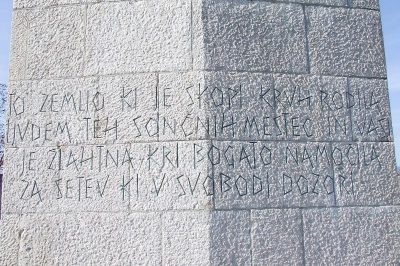 TO ZEMLJO KI JE SKOPI KRUH RODILA
LJUDEM TEH SONČNIH MESTEC IN VASI
JE ŽLAHTNA KRI BOGATO NAMOČILA
ZA SETEV KI V SVOBODI DOZORI